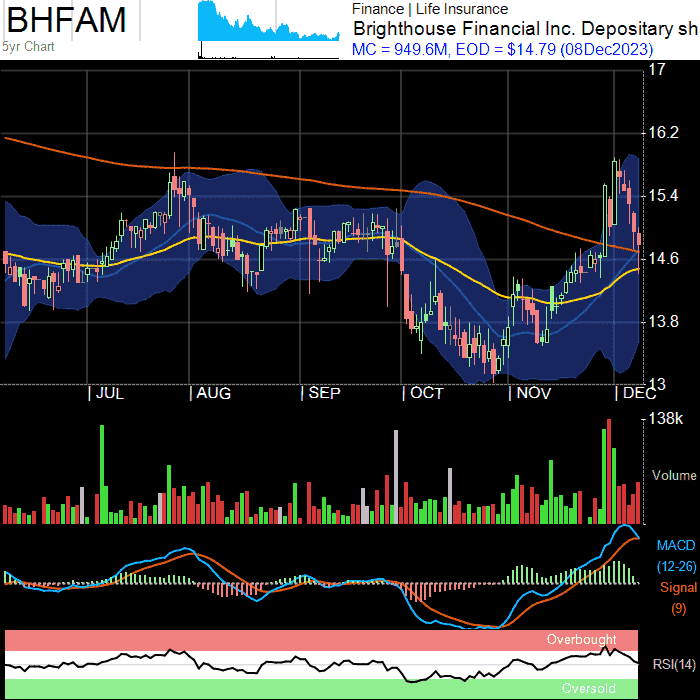 BHFAM
5yr Chart
Finance | Life Insurance
Brighthouse Financial Inc. Depositary sh
MC = 949.6M, EOD = $14.79 (08Dec2023)
17
16.2
15.4
14.6
13.8
13
| JUL | AUG | SEP | OCT | NOV | DEC
138k
Volume
MACD
(12-26)
Signal
(9)
Overbought
RSI(14)
Oversold